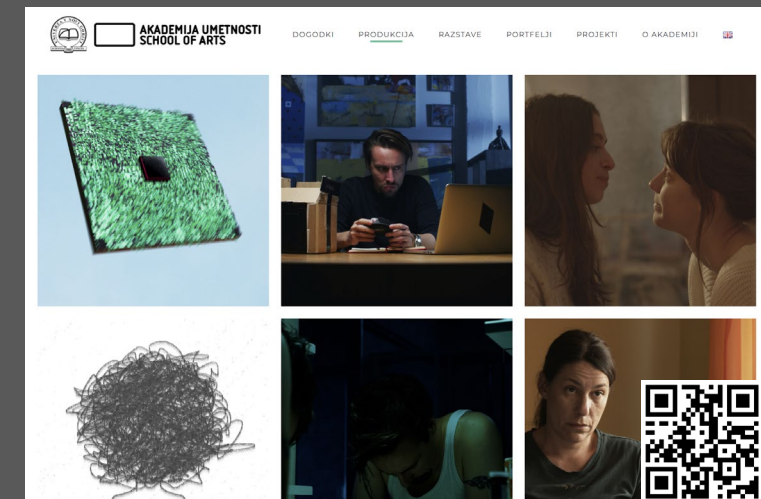 AKADEMIJA UMETNOSTI
SCHOOL OF ARTS
DOGODKI PRODUKCIJA RAZSTAVE PORTFELJI PROJEKTI O AKADEMIJI